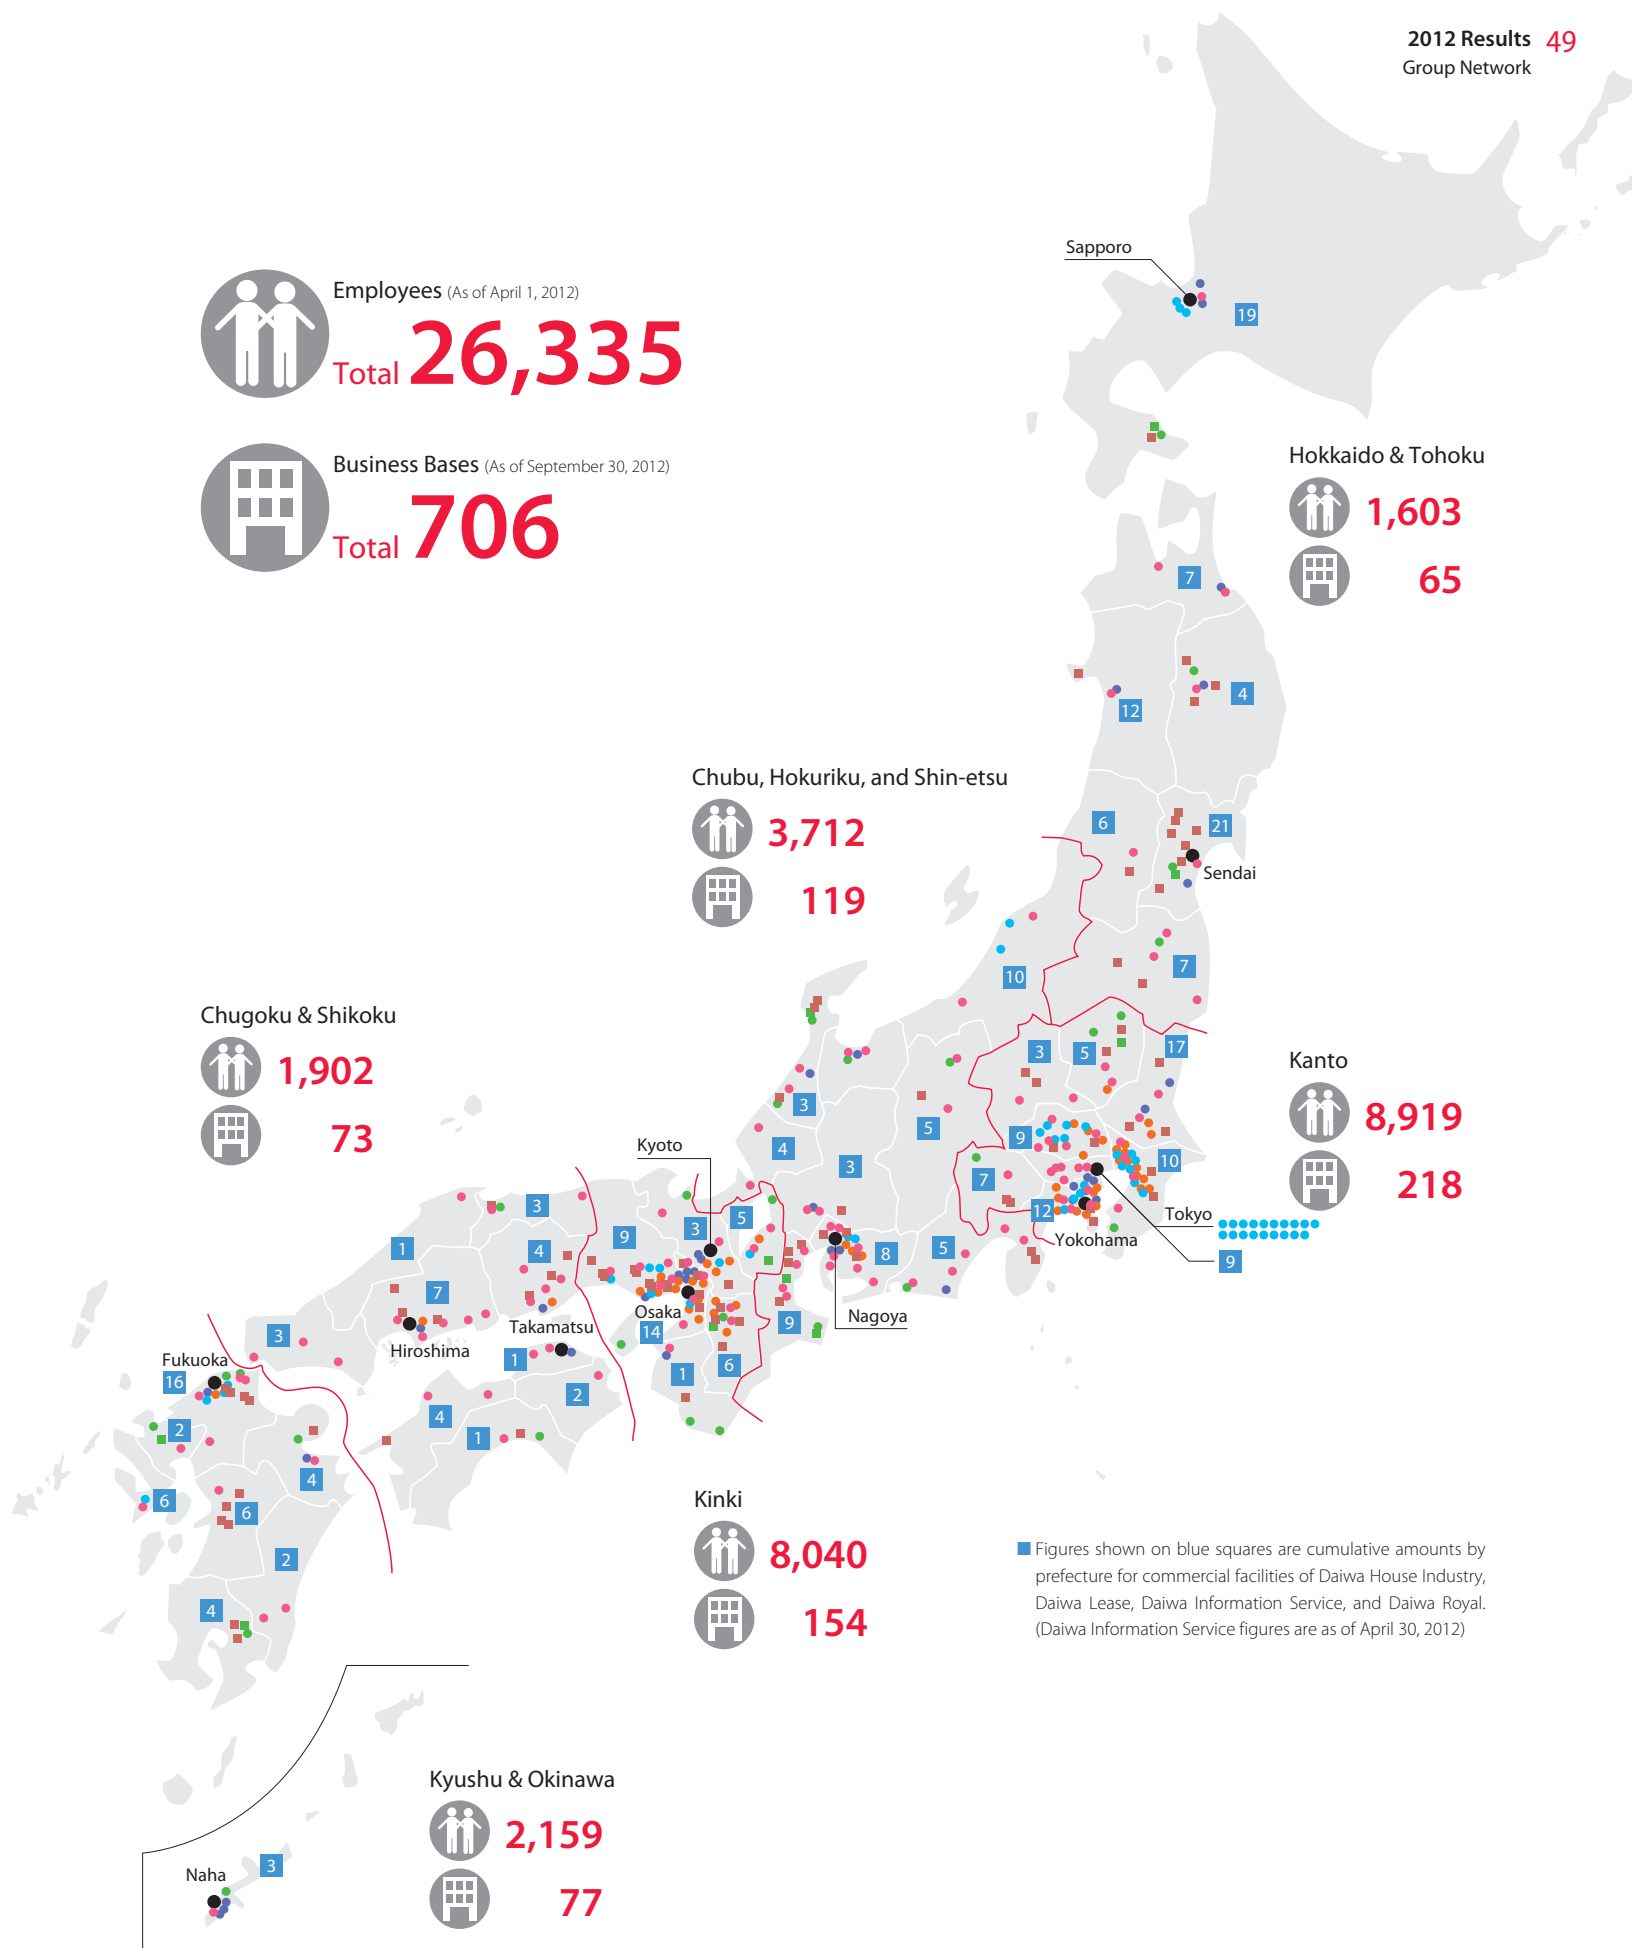 2012 Results 49
Group Network
Sapporo
19
Employees (As of April 1, 2012)
Total 26,335
Business Bases (As of September 30, 2012)
Total 706
Hokkaido & Tohoku
1,603
65
7
4
12
Chubu, Hokuriku, and Shin-etsu
3,712
119
6
21
Sendai
7
10
Chugoku & Shikoku
1,902
73
Kanto
8,919
218
3
5
17
3
5
9
4
3
10
7
12
Tokyo
Yokohama
9
Kyoto
5
3
9
3
4
1
7
8
5
Nagoya
9
Osaka
14
6
1
Takamatsu
1
2
4
1
Hiroshima
3
Fukuoka
16
2
4
6
6
2
4
Kinki
8,040
154
Figures shown on blue squares are cumulative amounts by
prefecture for commercial facilities of Daiwa House Industry,
Daiwa Lease, Daiwa Information Service, and Daiwa Royal.
(Daiwa Information Service figures are as of April 30, 2012)
Kyushu & Okinawa
2,159
77
Naha
3